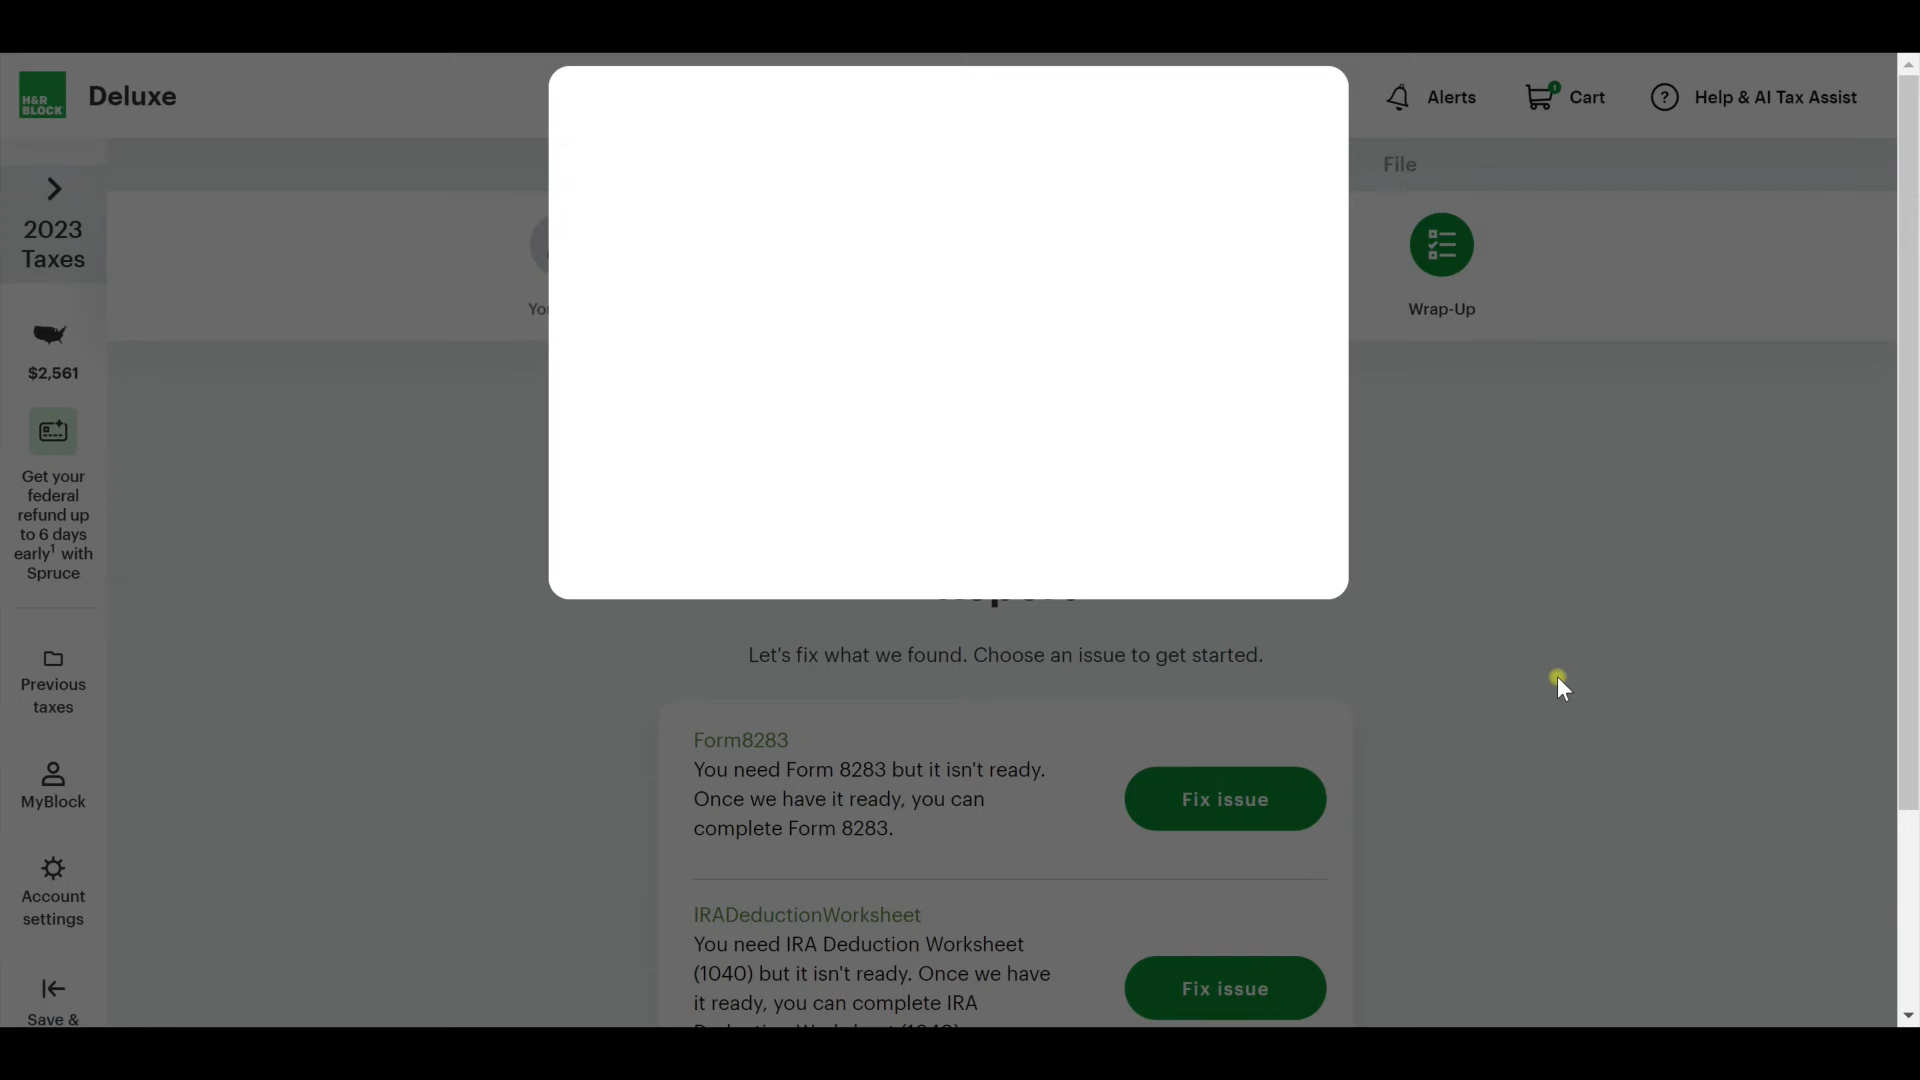 H&R
BLOCK
Deluxe
Alerts
1
Cart
?
Help & AI Tax Assist
File
2023
Taxes
You
Wrap-Up
$2,561
Get your
federal
refund up
to 6 days
early1 with
Spruce
Let's fix what we found. Choose an issue to get started.
Previous
taxes
Form8283
You need Form 8283 but it isn't ready.
Once we have it ready, you can
complete Form 8283.
Fix issue
MyBlock
Account
settings
IRADeductionWorksheet
You need IRA Deduction Worksheet
(1040) but it isn't ready. Once we have
it ready, you can complete IRA
Fix issue
Save &